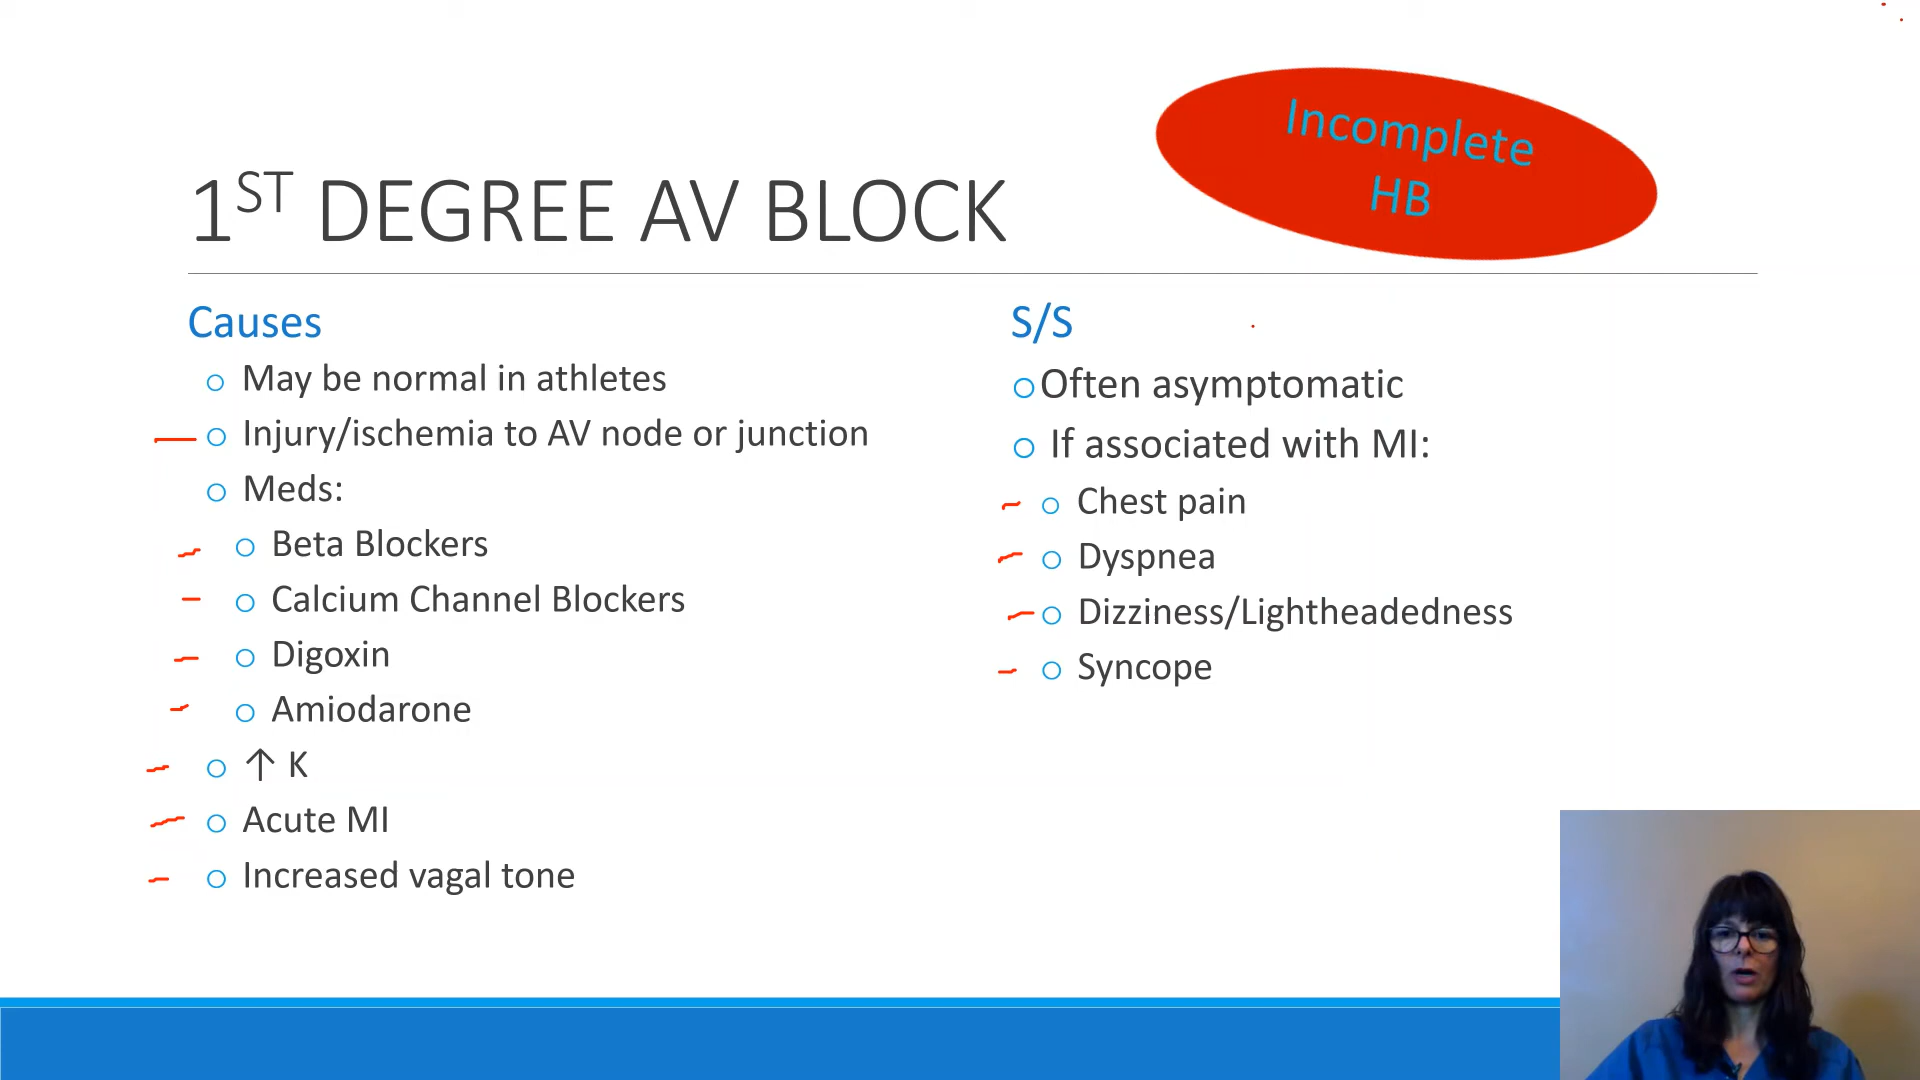 Incomplete
HB
1ST DEGREE AV BLOCK
Causes
May be normal in athletes
Injury/ischemia to AV node or junction
Meds:
Beta Blockers
Calcium Channel Blockers
Digoxin
Amiodarone
↑ K
Acute MI
Increased vagal tone
S/S
Often asymptomatic
If associated with MI:
Chest pain
Dyspnea
Dizziness/Lightheadedness
Syncope